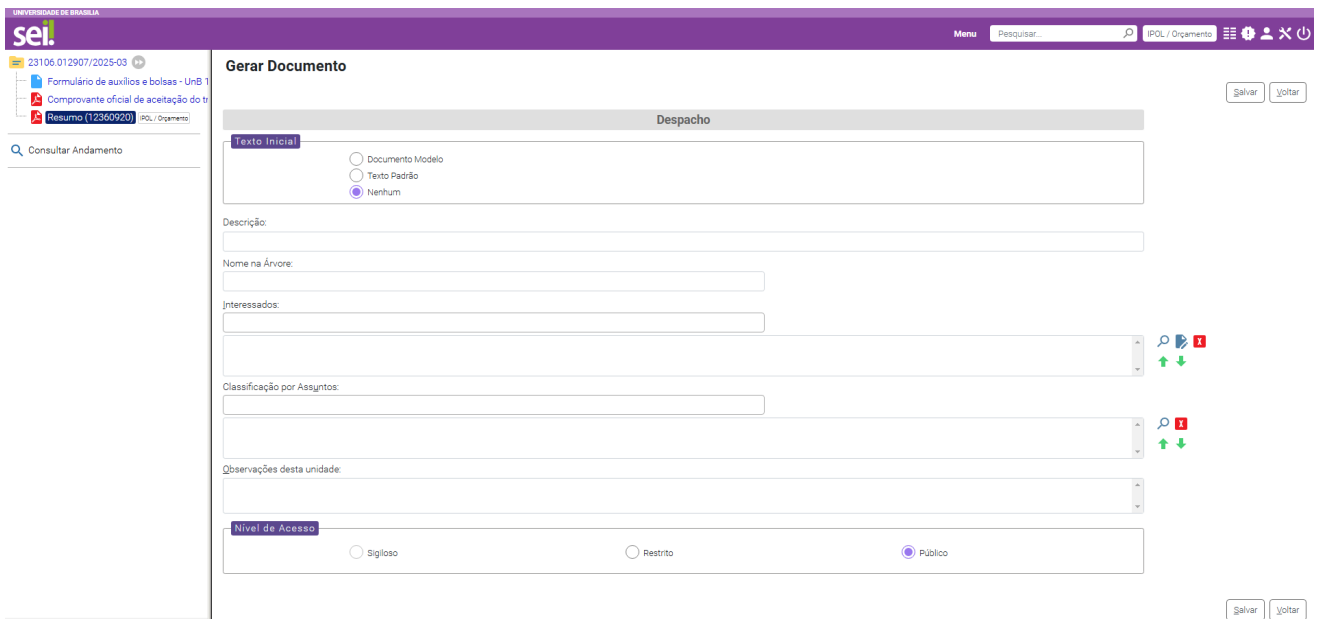 UNIVERSIDADE DE BRASILIA
sei!
Menu
Pesquisar...
IPOL / Orçamento
23106.012907/2025-03
Formulário de auxílios e bolsas - UnB 1
Comprovante oficial de aceitação do tr
Resumo (12360920) IPOL / Orçamento
Consultar Andamento
Gerar Documento
Salvar
Voltar
Despacho
Texto Inicial
Documento Modelo
Texto Padrão
Nenhum
Descrição:
Nome na Árvore:
Interessados:
Classificação por Assuntos:
Observações desta unidade:
Nível de Acesso
Sigiloso
Restrito
Público
Salvar
Voltar